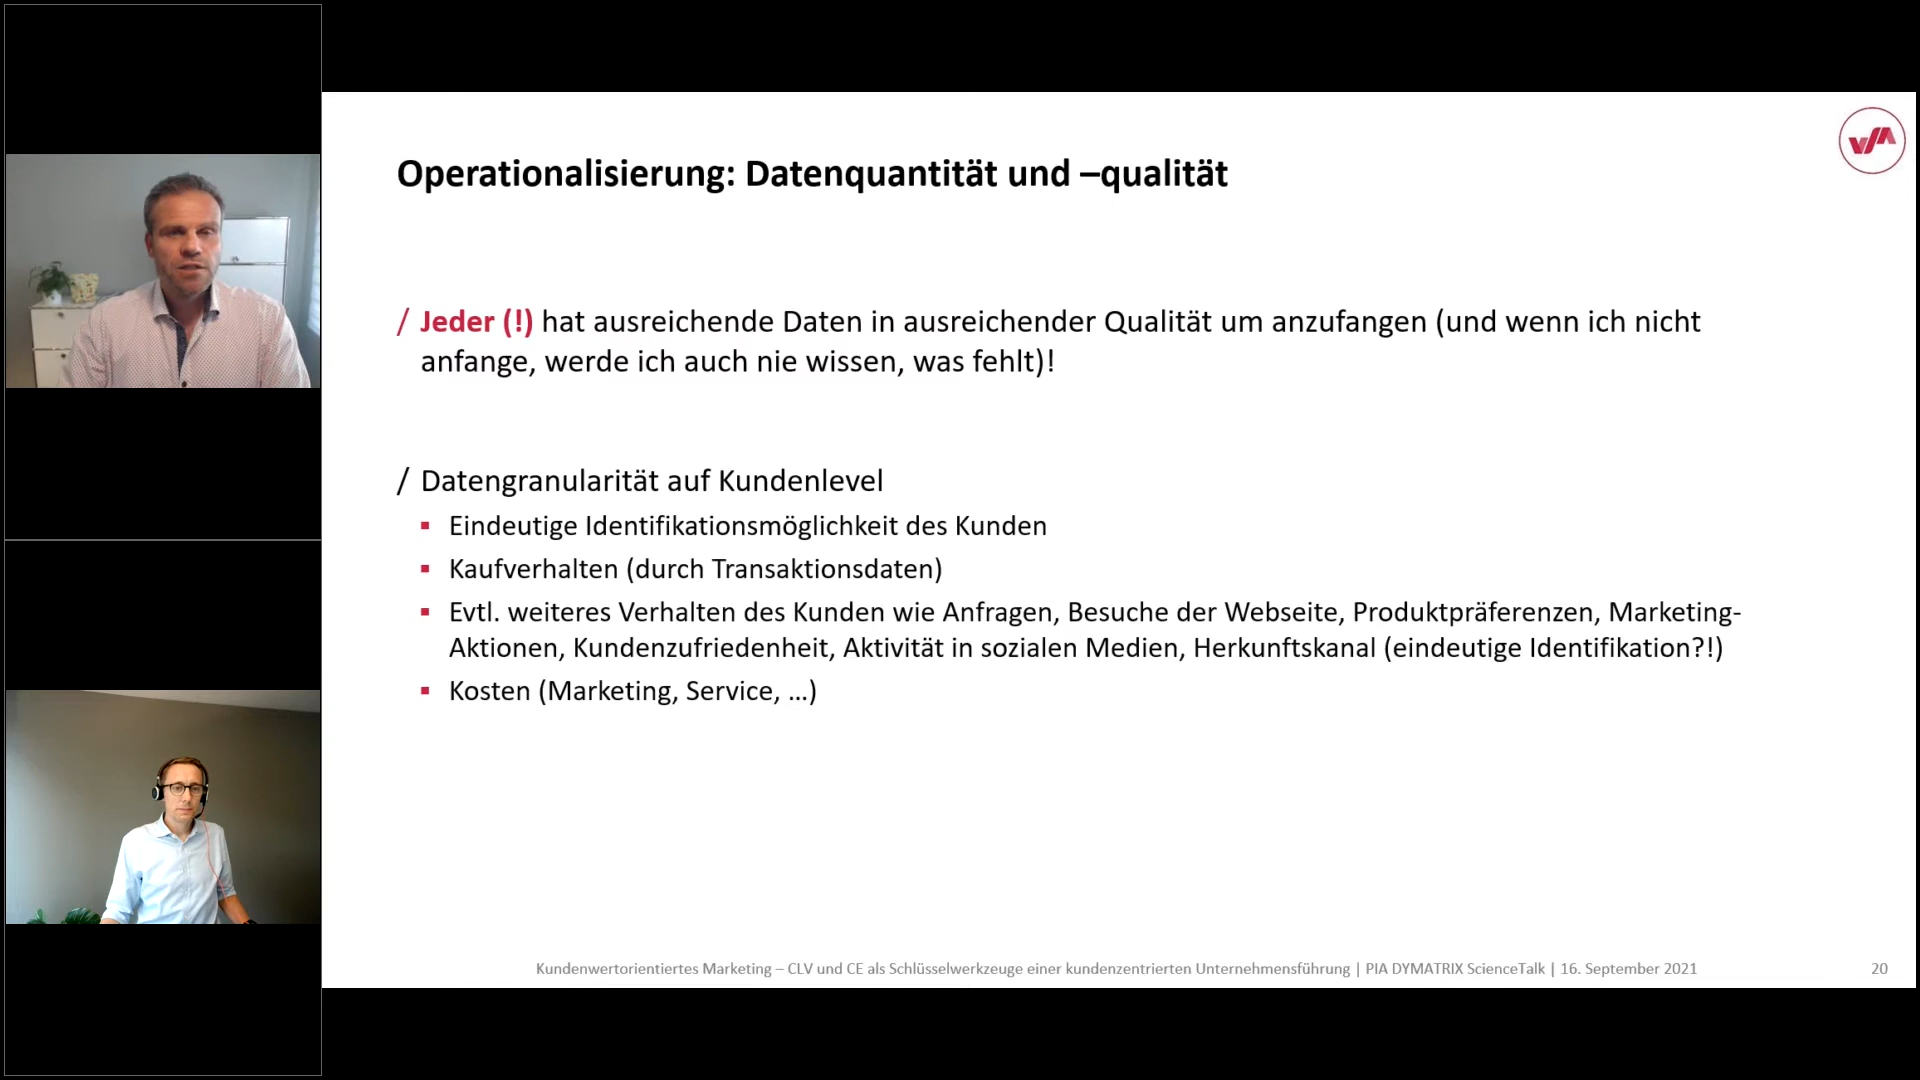 Operationalisierung: Datenquantität und –qualität
/ Jeder (!) hat ausreichende Daten in ausreichender Qualität um anzufangen (und wenn ich nicht
anfange, werde ich auch nie wissen, was fehlt)!
/ Datengranularität auf Kundenlevel
▪ Eindeutige Identifikationsmöglichkeit des Kunden
▪ Kaufverhalten (durch Transaktionsdaten)
▪ Evtl. weiteres Verhalten des Kunden wie Anfragen, Besuche der Webseite, Produktpräferenzen, Marketing-
Aktionen, Kundenzufriedenheit, Aktivität in sozialen Medien, Herkunftskanal (eindeutige Identifikation?!)
▪ Kosten (Marketing, Service, ...)
Kundenwertorientiertes Marketing – CLV und CE als Schlüsselwerkzeuge einer kundenzentrierten Unternehmensführung | PIA DYMATRIX ScienceTalk | 16. September 2021
20